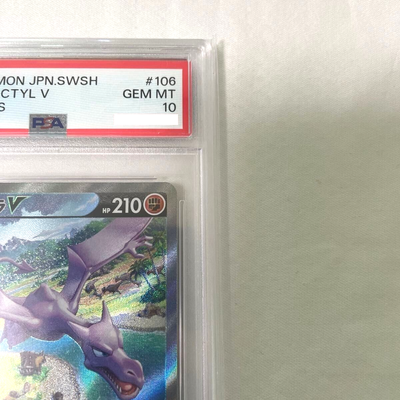 MON JPN.SWSH #106
CTYL V GEM MT
S 10
PSA
V HP 210